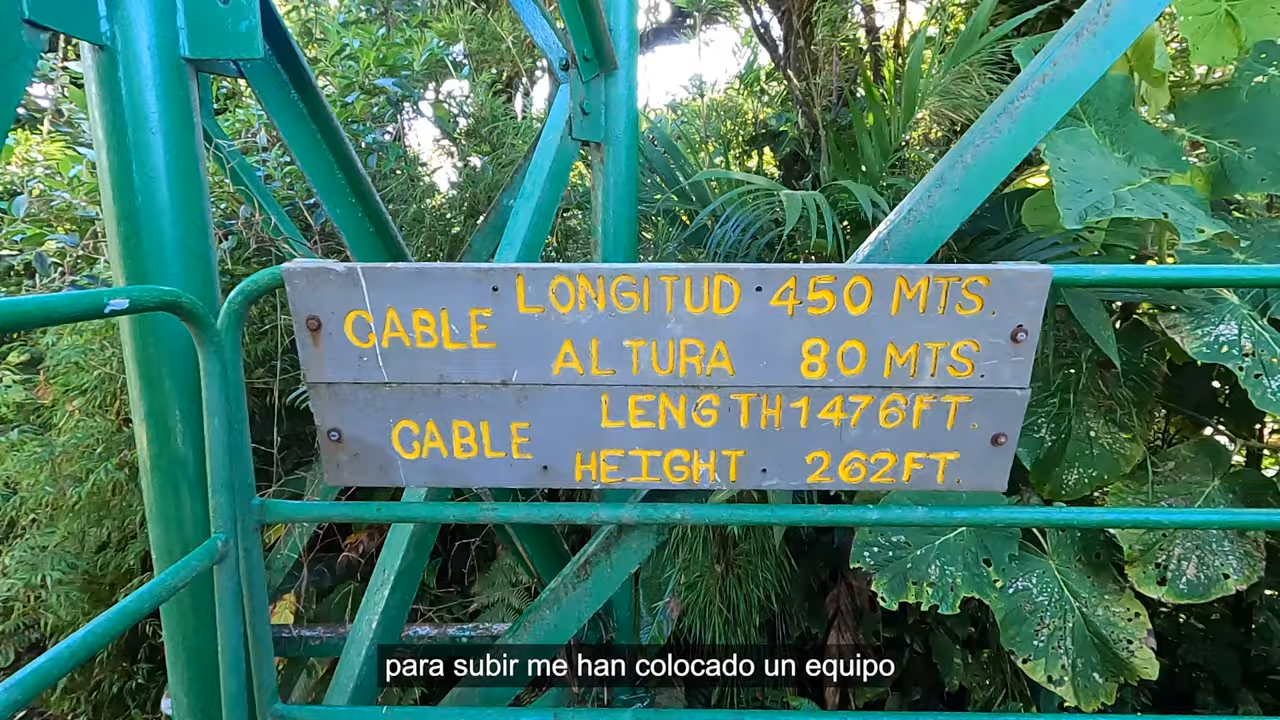 CABLE LONGITUD 450 MTS.
ALTURA 80 MTS.
CABLE LENGTH 1476FT.
HEIGHT 262FT.
para subir me han colocado un equipo